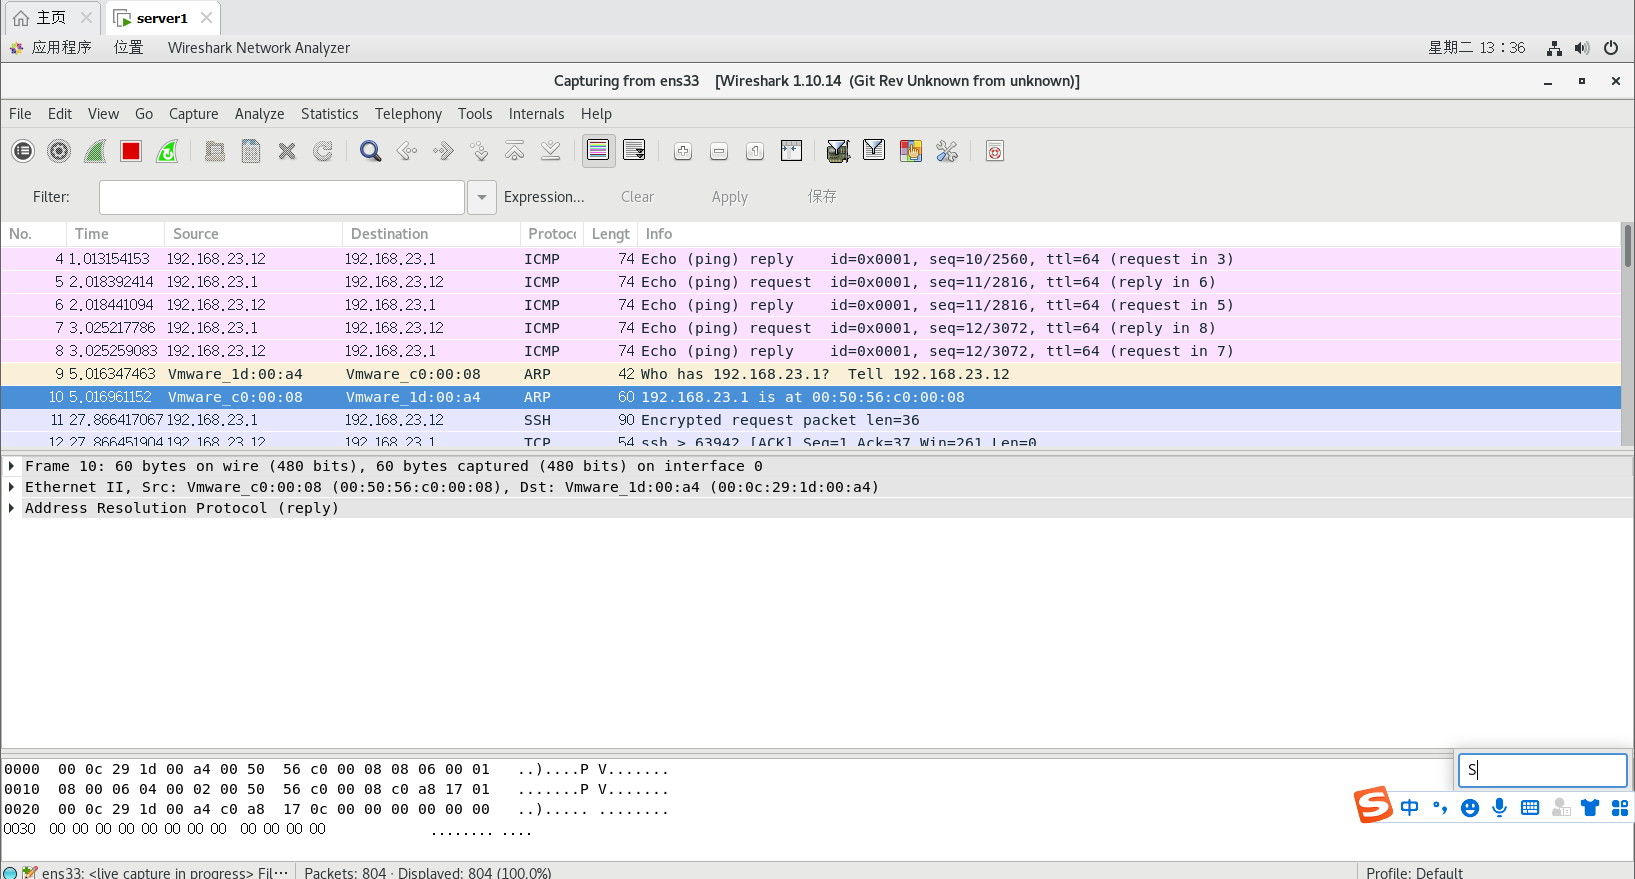 主页 server1
应用程序 位置 Wireshark Network Analyzer 星期二 13：36
Capturing from ens33 [Wireshark 1.10.14 (Git Rev Unknown from unknown)]
File Edit View Go Capture Analyze Statistics Telephony Tools Internals Help
Filter: Expression... Clear Apply 保存
No. Time Source Destination Protoc Lengt Info
4 1.013154153 192.168.23.12 192.168.23.1 ICMP 74 Echo (ping) reply id=0x0001, seq=10/2560, ttl=64 (request in 3)
5 2.018392414 192.168.23.1 192.168.23.12 ICMP 74 Echo (ping) request id=0x0001, seq=11/2816, ttl=64 (reply in 6)
6 2.018441094 192.168.23.12 192.168.23.1 ICMP 74 Echo (ping) reply id=0x0001, seq=11/2816, ttl=64 (request in 5)
7 3.025217786 192.168.23.1 192.168.23.12 ICMP 74 Echo (ping) request id=0x0001, seq=12/3072, ttl=64 (reply in 8)
8 3.025259083 192.168.23.12 192.168.23.1 ICMP 74 Echo (ping) reply id=0x0001, seq=12/3072, ttl=64 (request in 7)
9 5.016347463 Vmware_1d:00:a4 Vmware_c0:00:08 ARP 42 Who has 192.168.23.1? Tell 192.168.23.12
10 5.016961152 Vmware_c0:00:08 Vmware_1d:00:a4 ARP 60 192.168.23.1 is at 00:50:56:c0:00:08
11 27.866417067 192.168.23.1 192.168.23.12 SSH 90 Encrypted request packet len=36
12 27.866451904 192.168.23.12 192.168.23.1 TCP 54 ssh > 63942 [ACK] Seq=1 Ack=37 Win=261 Len=0
Frame 10: 60 bytes on wire (480 bits), 60 bytes captured (480 bits) on interface 0
Ethernet II, Src: Vmware_c0:00:08 (00:50:56:c0:00:08), Dst: Vmware_1d:00:a4 (00:0c:29:1d:00:a4)
Address Resolution Protocol (reply)
0000 00 0c 29 1d 00 a4 00 50 56 c0 00 08 08 06 00 01 ..)....P V.......
0010 08 00 06 04 00 02 00 50 56 c0 00 08 c0 a8 17 01 .......P V.......
0020 00 0c 29 1d 00 a4 c0 a8 17 0c 00 00 00 00 00 00 ..)..... ........
0030 00 00 00 00 00 00 00 00 00 00 00 00 ........ ....
S
S 中
ens33: <live capture in progress> Fil··· Packets: 804 · Displayed: 804 (100.0%) Profile: Default